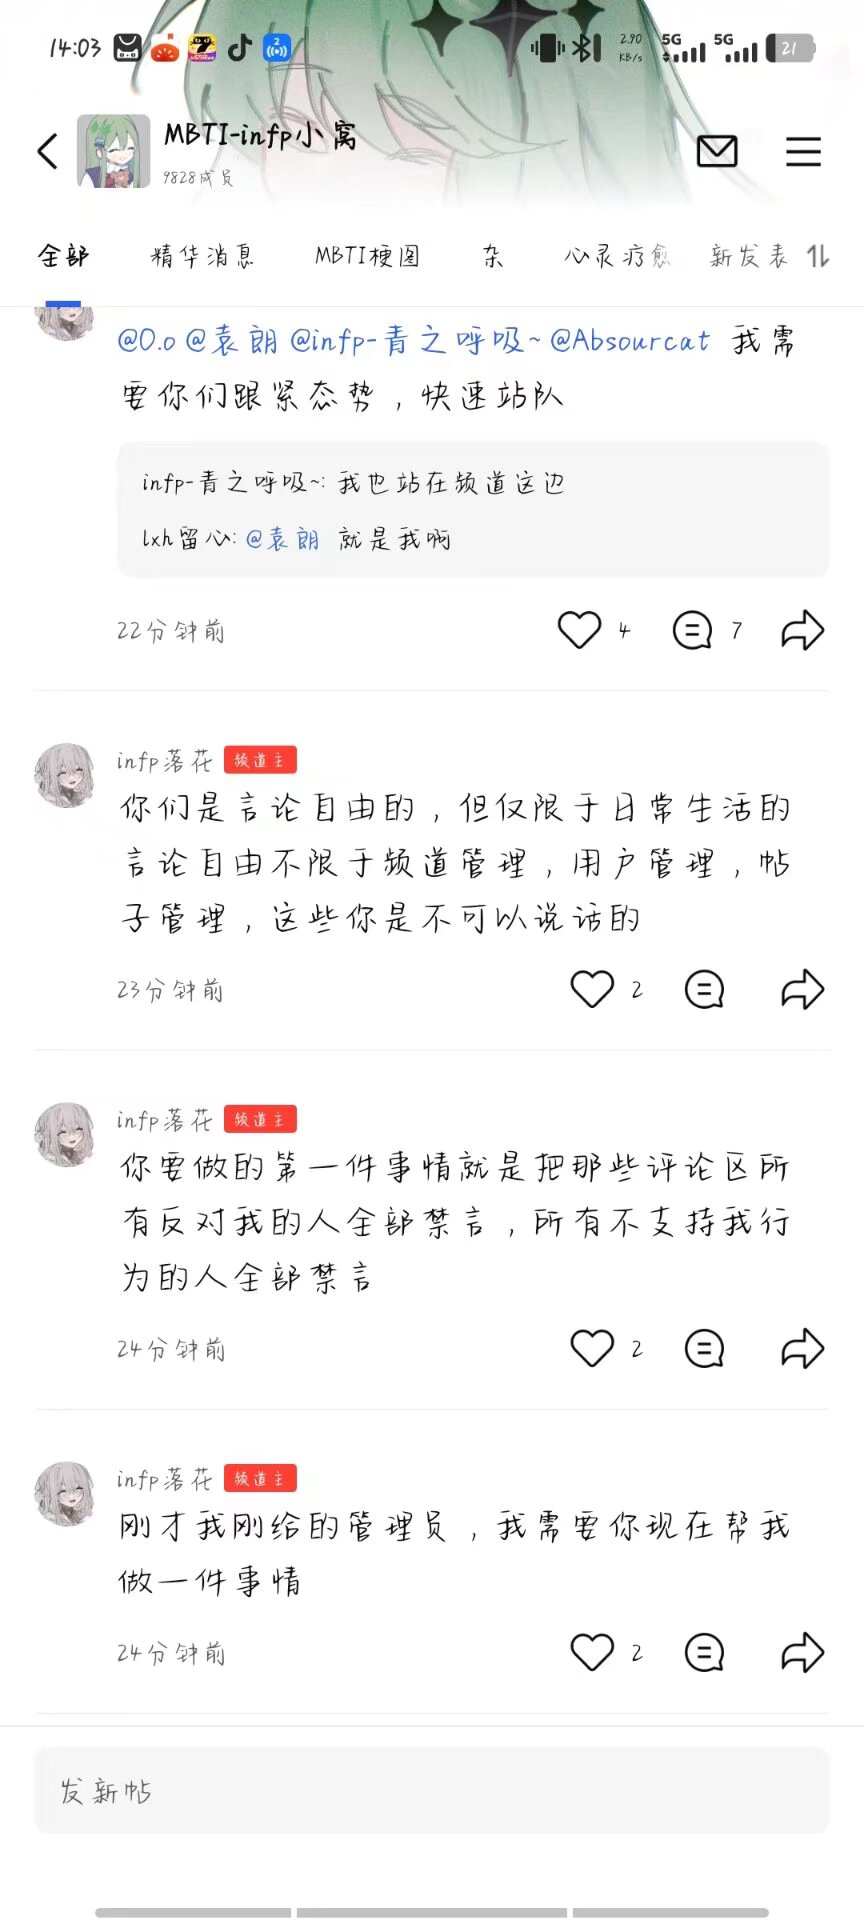 14:03
2.90
KB/s
5G
5G
21
MBTI-infp小窝
9828成员
全部 精华消息 MBTI梗图 杂 心灵疗愈 新发表
@O.o @袁朗 @infp-青之呼吸~ @Absourcat 我需
要你们跟紧态势，快速站队
infp-青之呼吸~: 我也站在频道这边
lxh留心: @袁朗 就是我啊
22分钟前 4 7
infp落花 频道主
你们是言论自由的，但仅限于日常生活的
言论自由不限于频道管理，用户管理，帖
子管理，这些你是不可以说话的
23分钟前 2
infp落花 频道主
你要做的第一件事情就是把那些评论区所
有反对我的人全部禁言，所有不支持我行
为的人全部禁言
24分钟前 2
infp落花 频道主
刚才我刚给的管理员，我需要你现在帮我
做一件事情
24分钟前 2
发新帖